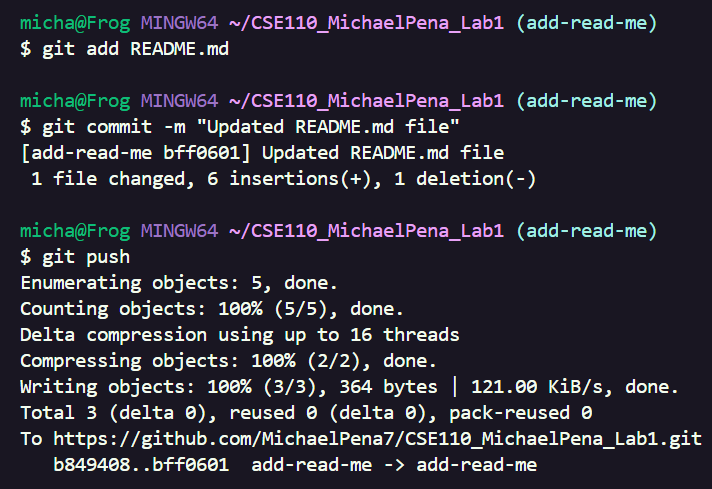 micha@Frog MINGW64 ~/CSE110_MichaelPena_Lab1 (add-read-me)
$ git add README.md
micha@Frog MINGW64 ~/CSE110_MichaelPena_Lab1 (add-read-me)
$ git commit -m "Updated README.md file"
[add-read-me bff0601] Updated README.md file
 1 file changed, 6 insertions(+), 1 deletion(-)
micha@Frog MINGW64 ~/CSE110_MichaelPena_Lab1 (add-read-me)
$ git push
Enumerating objects: 5, done.
Counting objects: 100% (5/5), done.
Delta compression using up to 16 threads
Compressing objects: 100% (2/2), done.
Writing objects: 100% (3/3), 364 bytes | 121.00 KiB/s, done.
Total 3 (delta 0), reused 0 (delta 0), pack-reused 0
To https://github.com/MichaelPena7/CSE110_MichaelPena_Lab1.git
   b849408..bff0601  add-read-me -> add-read-me